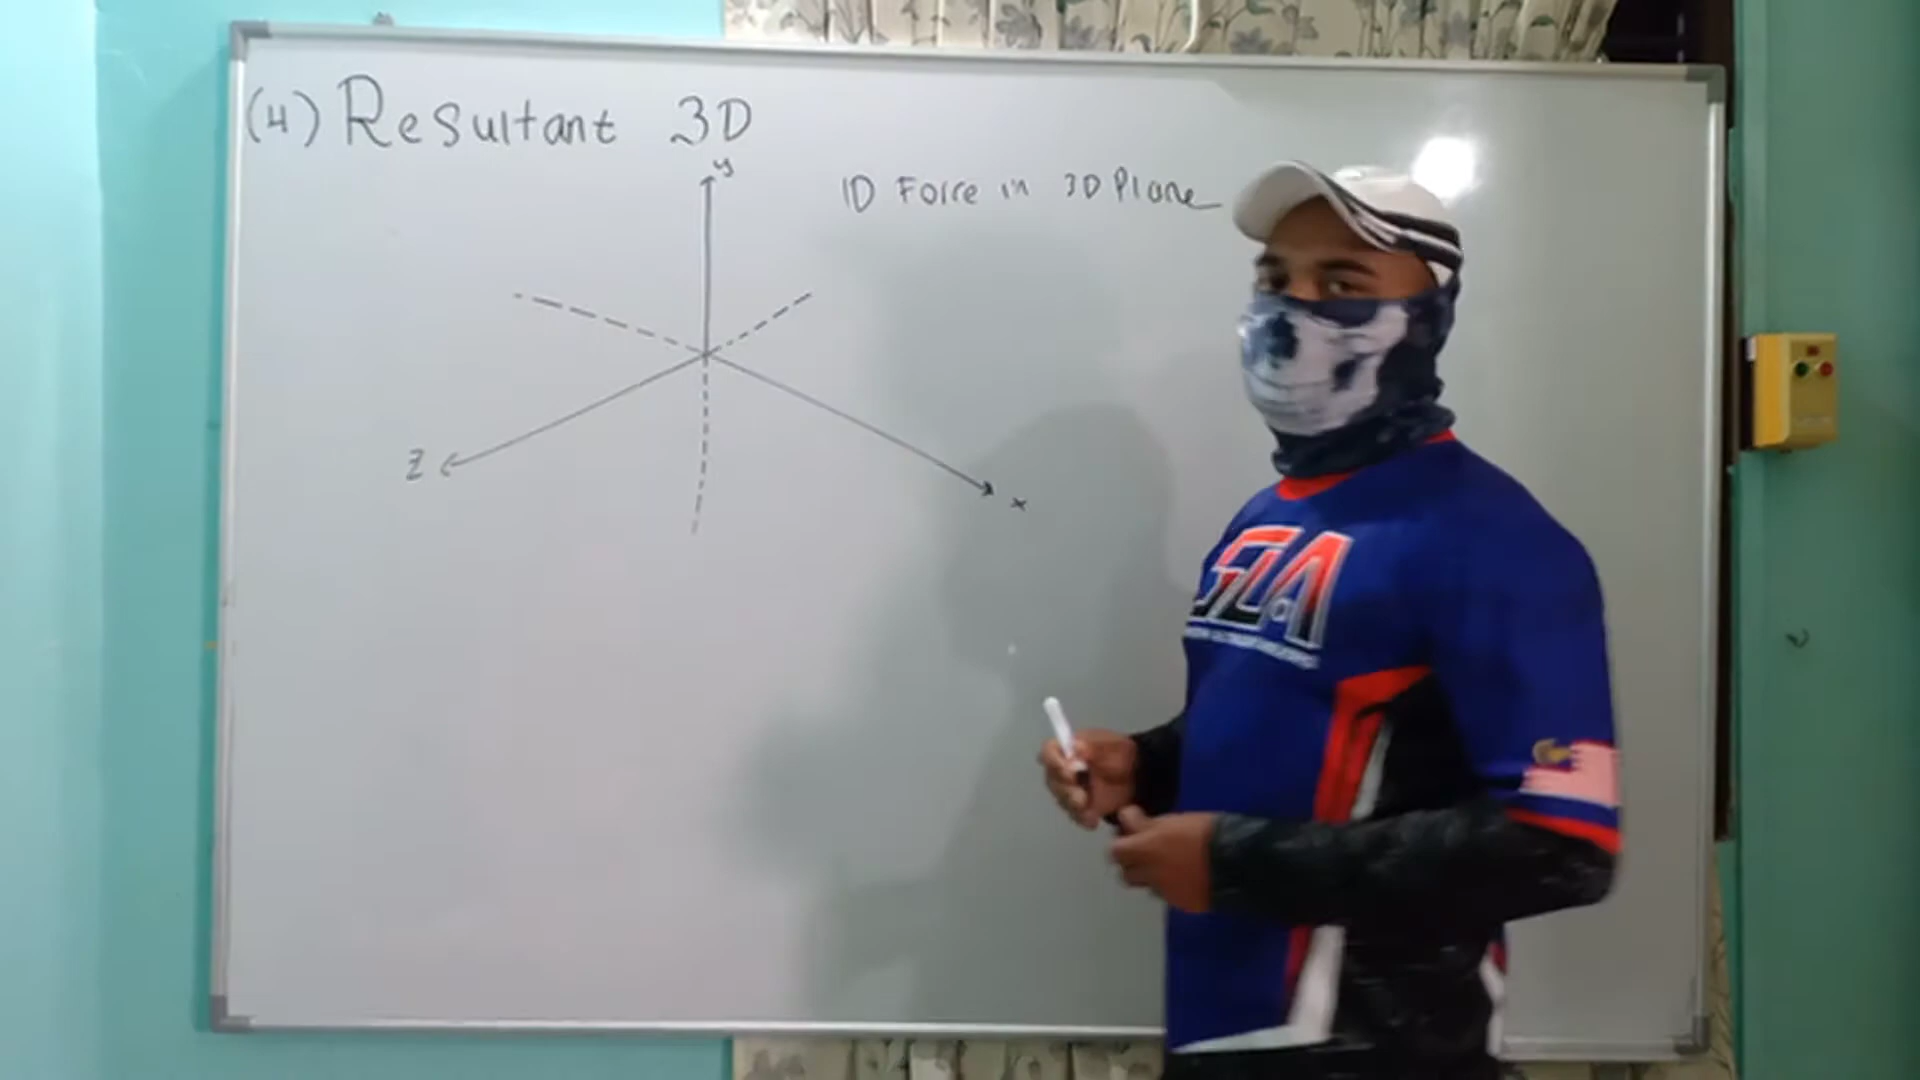 (4) Resultant 3D
y
1D Force in 3D Plane
Z
x